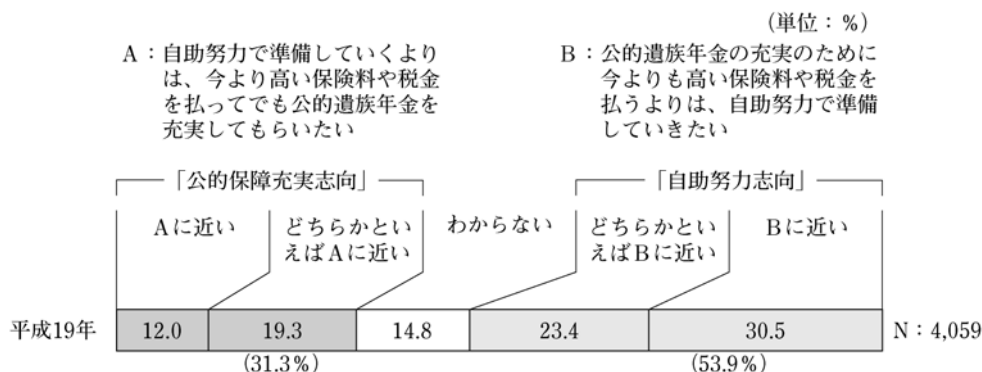 （単位：％）
A：自助努力で準備していくより
は、今より高い保険料や税金
を払ってでも公的遺族年金を
充実してもらいたい
B：公的遺族年金の充実のために
今よりも高い保険料や税金を
払うよりは、自助努力で準備
していきたい
「公的保障充実志向」
「自助努力志向」
Aに近い
どちらかとい
えばAに近い
わからない
どちらかとい
えばBに近い
Bに近い
平成19年
12.0
19.3
14.8
23.4
30.5
N：4,059
（31.3％）
（53.9％）